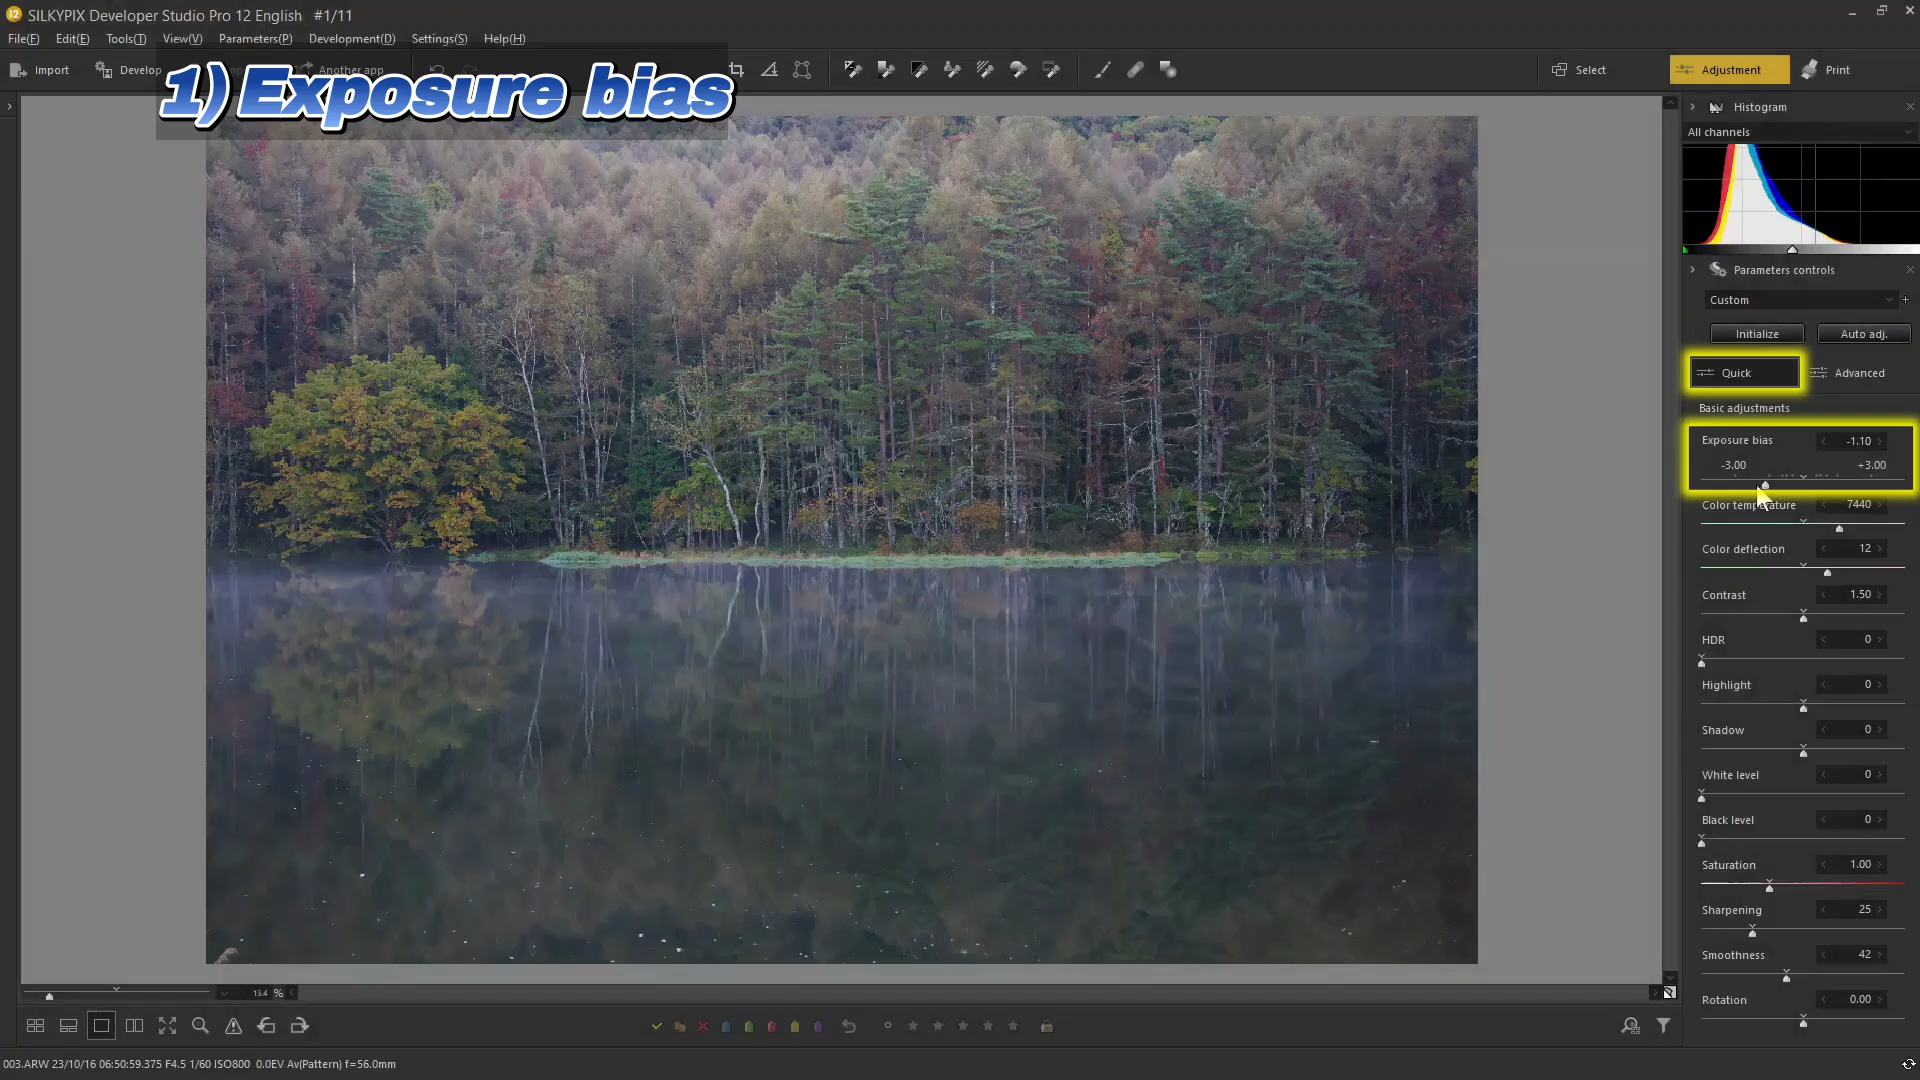 12 SILKYPIX Developer Studio Pro 12 English #1/11
File(F) Edit(E) Tools(T) View(V) Parameters(P) Development(D) Settings(S) Help(H)
Import Develop Another app Select Adjustment Print
1) Exposure bias
Histogram
All channels
Parameters controls
Custom
Initialize Auto adj.
Quick Advanced
Basic adjustments
Exposure bias -1.10
-3.00 +3.00
Color temperature 7440
Color deflection 12
Contrast 1.50
HDR 0
Highlight 0
Shadow 0
White level 0
Black level 0
Saturation 1.00
Sharpening 25
Smoothness 42
Rotation 0.00
13.4 %
003.ARW 23/10/16 06:50:59.375 F4.5 1/60 ISO800 0.0EV Av(Pattern) f=56.0mm